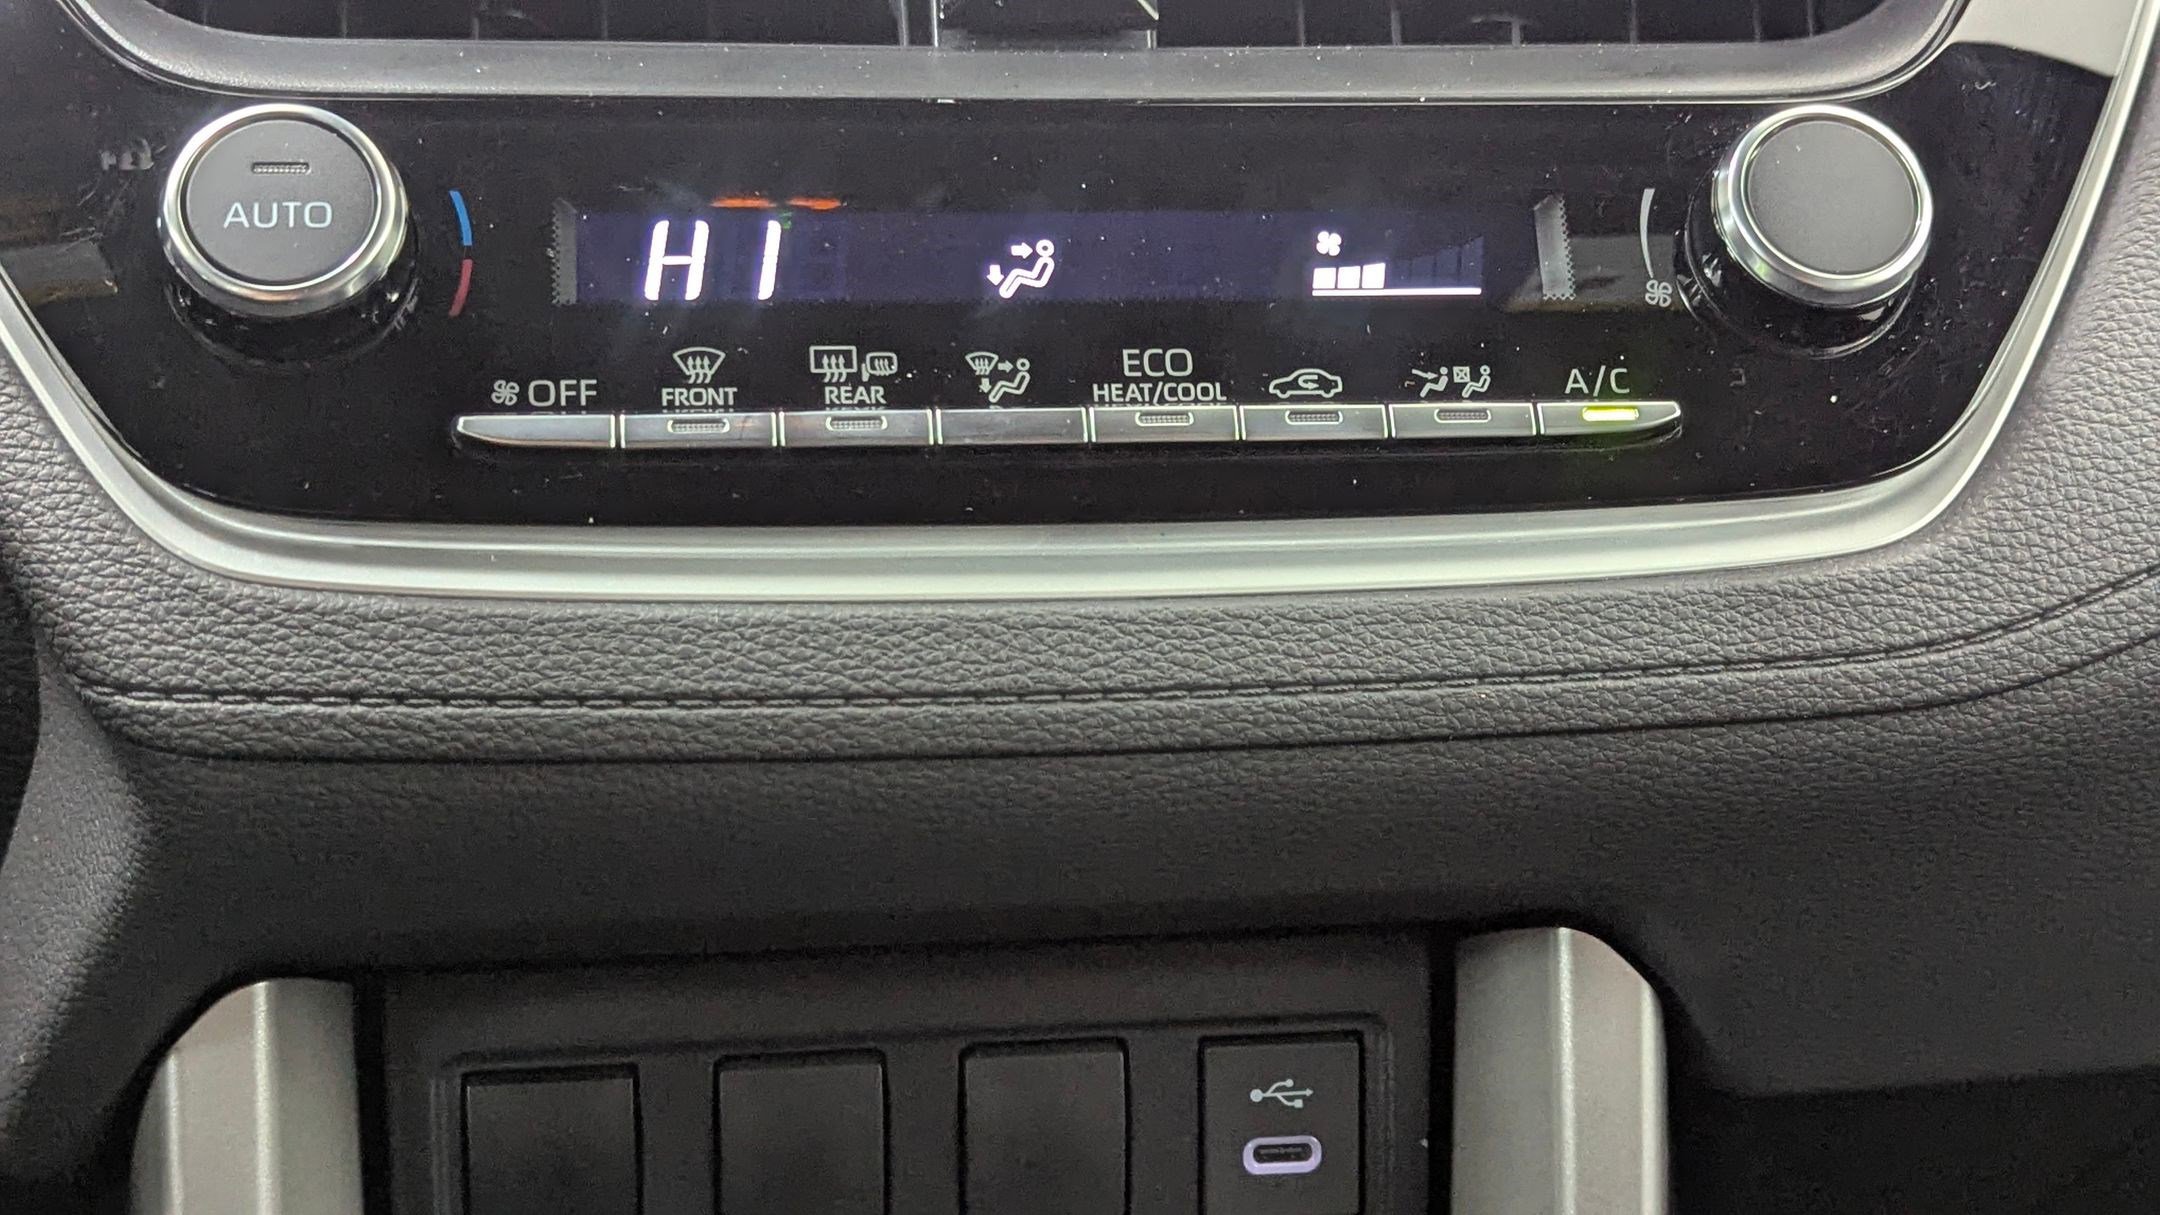 AUTO
HI
OFF
FRONT
REAR
ECO
HEAT/COOL
A/C